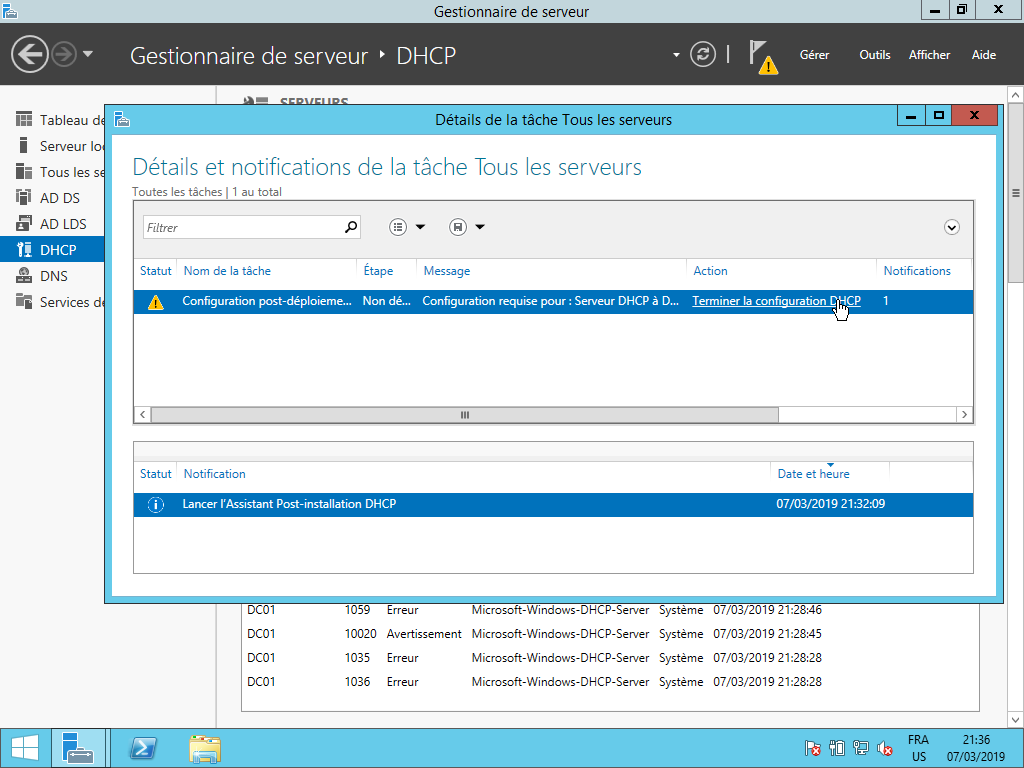 Gestionnaire de serveur
Gestionnaire de serveur ‣ DHCP
Gérer Outils Afficher Aide
SERVEURS
Tableau de
Serveur loc
Tous les se
AD DS
AD LDS
DHCP
DNS
Services de
Détails de la tâche Tous les serveurs
Détails et notifications de la tâche Tous les serveurs
Toutes les tâches | 1 au total
Filtrer
Statut Nom de la tâche Étape Message Action Notifications
Configuration post-déploieme... Non dé... Configuration requise pour : Serveur DHCP à D... Terminer la configuration DHCP 1
Statut Notification Date et heure
Lancer l'Assistant Post-installation DHCP 07/03/2019 21:32:09
DC01 1059 Erreur Microsoft-Windows-DHCP-Server Système 07/03/2019 21:28:46
DC01 10020 Avertissement Microsoft-Windows-DHCP-Server Système 07/03/2019 21:28:45
DC01 1035 Erreur Microsoft-Windows-DHCP-Server Système 07/03/2019 21:28:28
DC01 1036 Erreur Microsoft-Windows-DHCP-Server Système 07/03/2019 21:28:28
FRA 21:36
US 07/03/2019